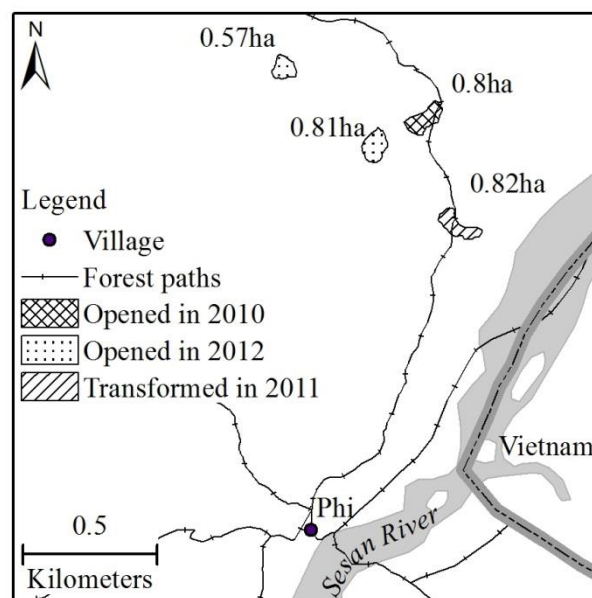 N
0.57ha
0.8ha
0.81ha
0.82ha
Legend
Village
Forest paths
Opened in 2010
Opened in 2012
Transformed in 2011
Vietnam
Phi
Sesan River
0.5
Kilometers